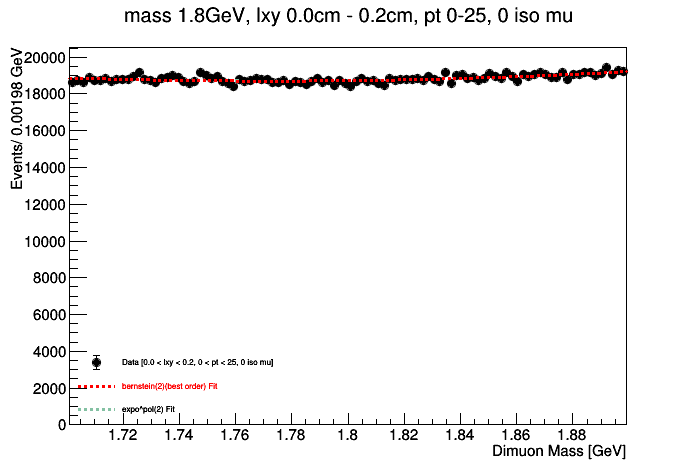 mass 1.8GeV, lxy 0.0cm - 0.2cm, pt 0-25, 0 iso mu
Events/ 0.00198 GeV
20000
18000
16000
14000
12000
10000
8000
6000
4000
2000
0
Data [0.0 < lxy < 0.2, 0 < pt < 25, 0 iso mu]
bernstein(2)(best order) Fit
expo^pol(2) Fit
1.72 1.74 1.76 1.78 1.8 1.82 1.84 1.86 1.88
Dimuon Mass [GeV]